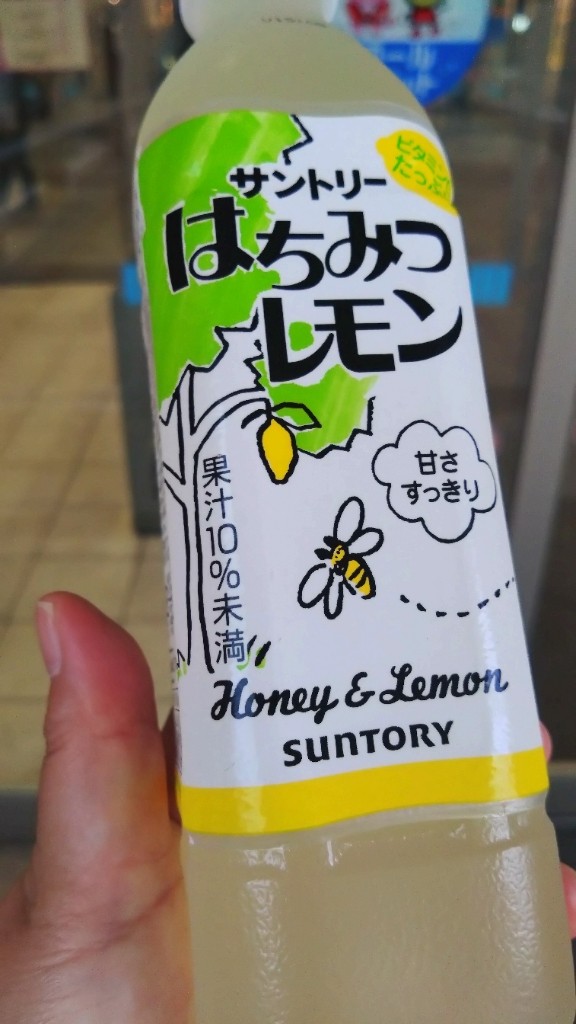 ビタミンC
たっぷり
サントリー
はちみつ
レモン
甘さ
すっきり
果汁10%未満
Honey & Lemon
SUNTORY